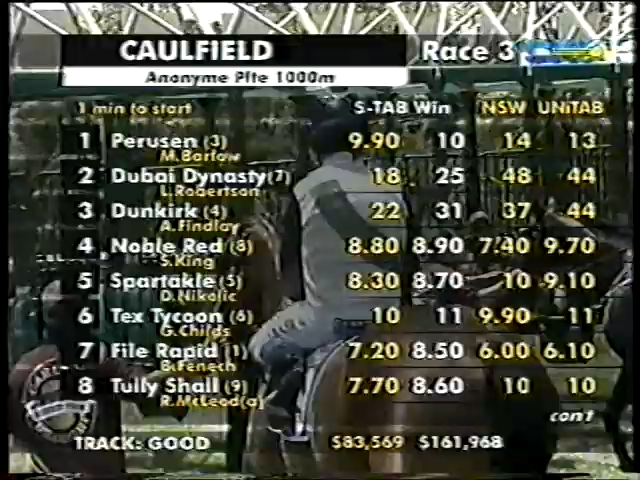 CAULFIELD Race 3
Anonyme Plte 1000m
1 min to start S-TAB Win NSW UNiTAB
1 Perusen (3) 9.90 10 14 13
M.Barlow
2 Dubai Dynasty (7) 18 25 48 44
L.Robertson
3 Dunkirk (4) 22 31 37 44
A.Findlay
4 Noble Red (8) 8.80 8.90 7.40 9.70
S.King
5 Spartakle (5) 8.30 8.70 10 9.10
D.Nikolic
6 Tex Tycoon (6) 10 11 9.90 11
G.Childs
7 File Rapid (1) 7.20 8.50 6.00 6.10
B.Fenech
8 Tully Shall (9) 7.70 8.60 10 10
R.McLeod(a)
cont
TRACK: GOOD $83,569 $161,968